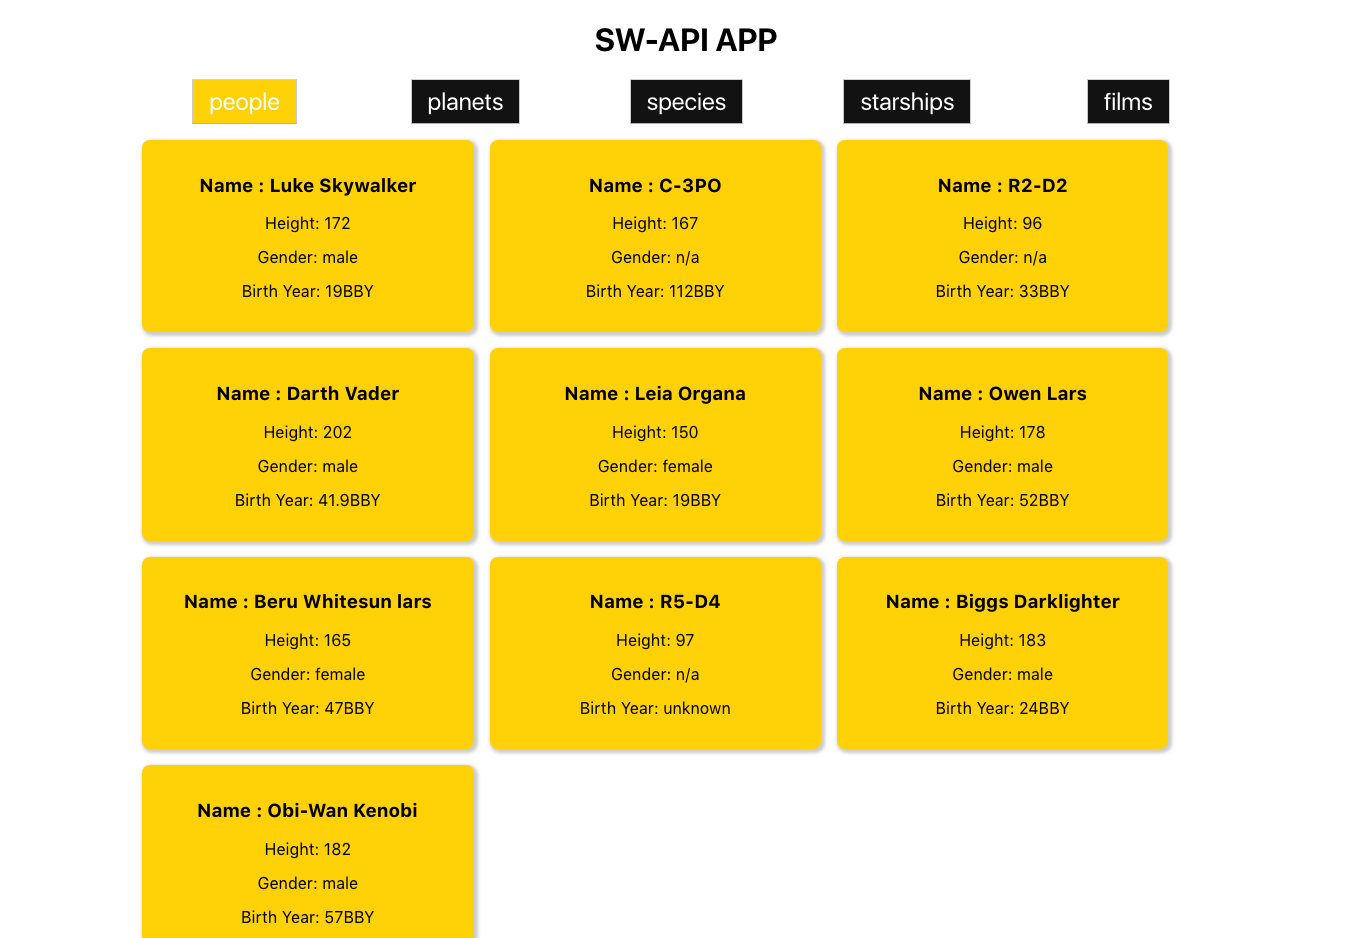 SW-API APP
people
planets
species
starships
films
Name : Luke Skywalker
Height: 172
Gender: male
Birth Year: 19BBY
Name : C-3PO
Height: 167
Gender: n/a
Birth Year: 112BBY
Name : R2-D2
Height: 96
Gender: n/a
Birth Year: 33BBY
Name : Darth Vader
Height: 202
Gender: male
Birth Year: 41.9BBY
Name : Leia Organa
Height: 150
Gender: female
Birth Year: 19BBY
Name : Owen Lars
Height: 178
Gender: male
Birth Year: 52BBY
Name : Beru Whitesun lars
Height: 165
Gender: female
Birth Year: 47BBY
Name : R5-D4
Height: 97
Gender: n/a
Birth Year: unknown
Name : Biggs Darklighter
Height: 183
Gender: male
Birth Year: 24BBY
Name : Obi-Wan Kenobi
Height: 182
Gender: male
Birth Year: 57BBY